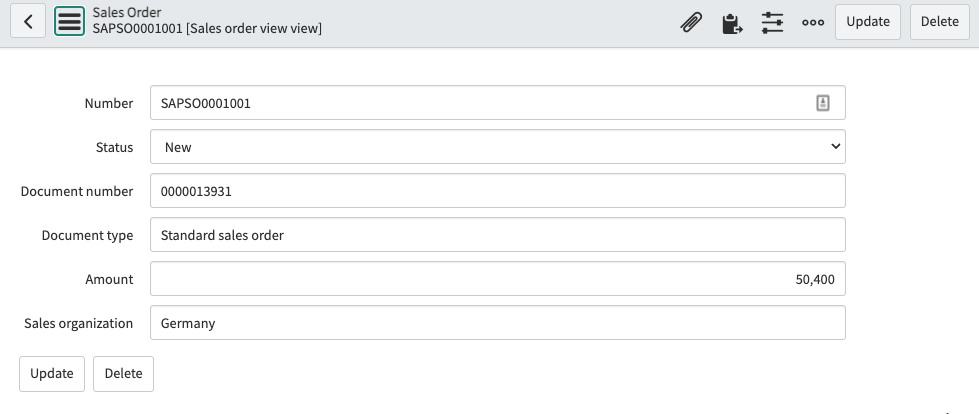 Sales Order
SAPSO0001001 [Sales order view view]
Update
Delete
Number
SAPSO0001001
Status
New
Document number
0000013931
Document type
Standard sales order
Amount
50,400
Sales organization
Germany
Update
Delete